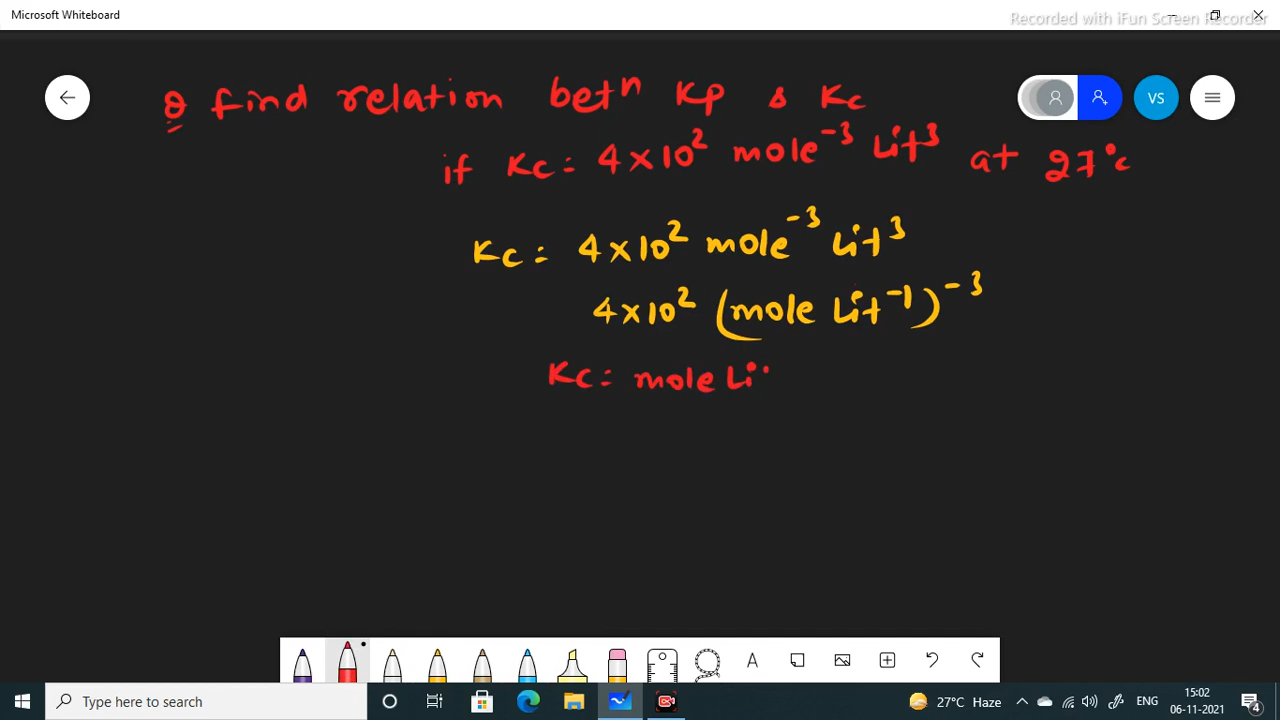 Microsoft Whiteboard
Recorded with iFun Screen Recorder
Q find relation betⁿ Kp & Kc
if Kc = 4×10² mole⁻³ Lit³ at 27°c
Kc = 4×10² mole⁻³ Lit³
4×10² (mole Lit⁻¹)⁻³
Kc = mole Li
VS
A
Type here to search
27°C Haze
ENG
15:02
06-11-2021
4